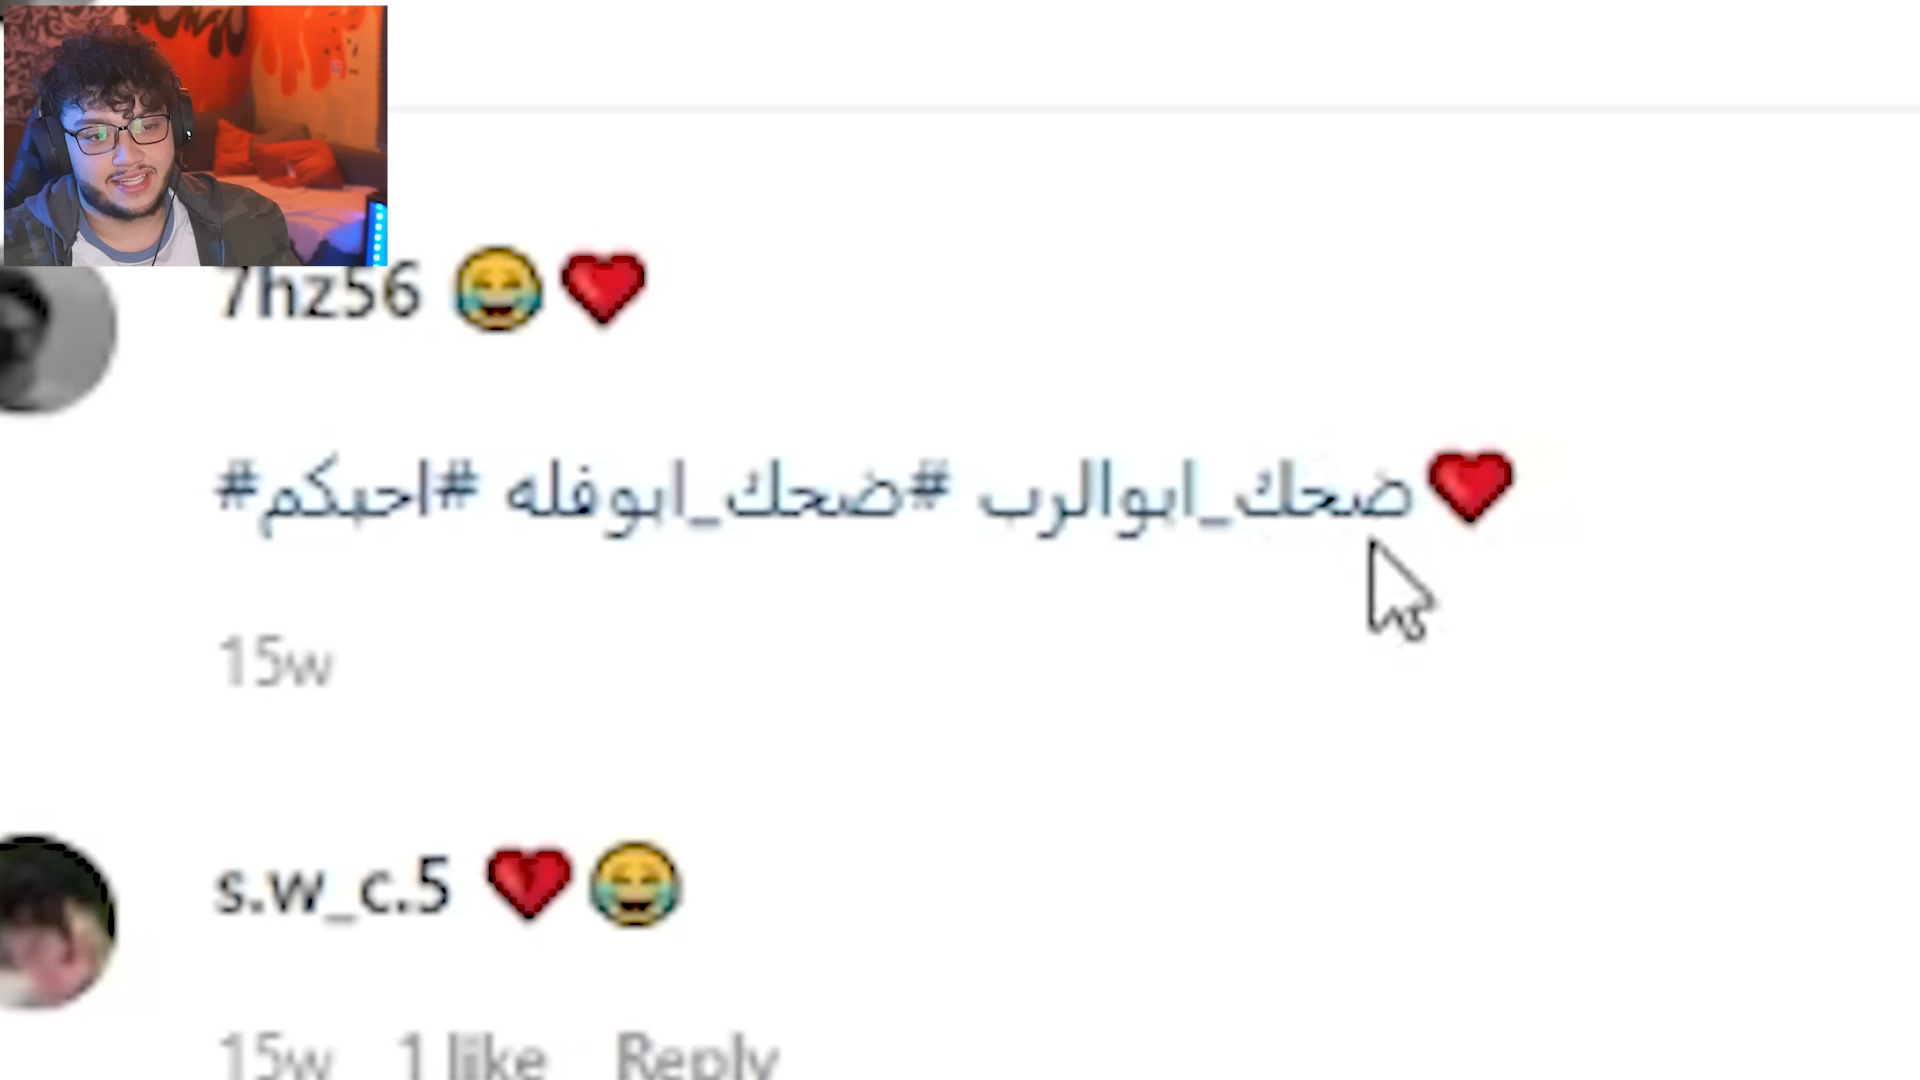 7hz56 😂❤️
#ضحك_ابوالرب #ضحك_ابوفله #احبكم❤️
15w
s.w_c.5 ❤️😂
15w 1 like Reply